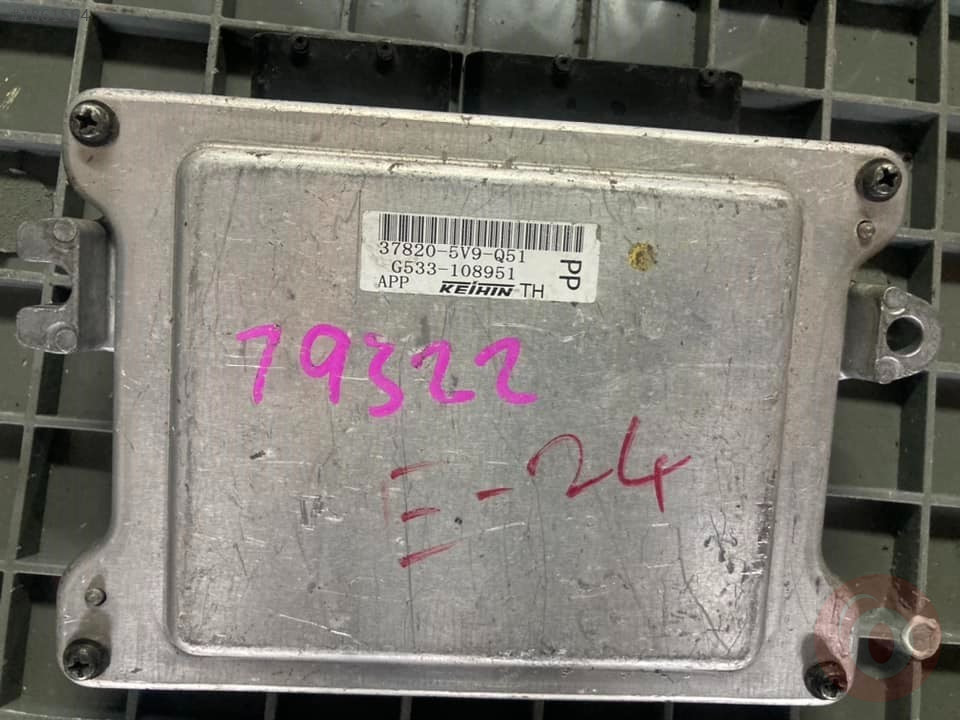 37820-5V9-Q51
G533-108951
APP KEIHIN TH
PP
79322
E-24